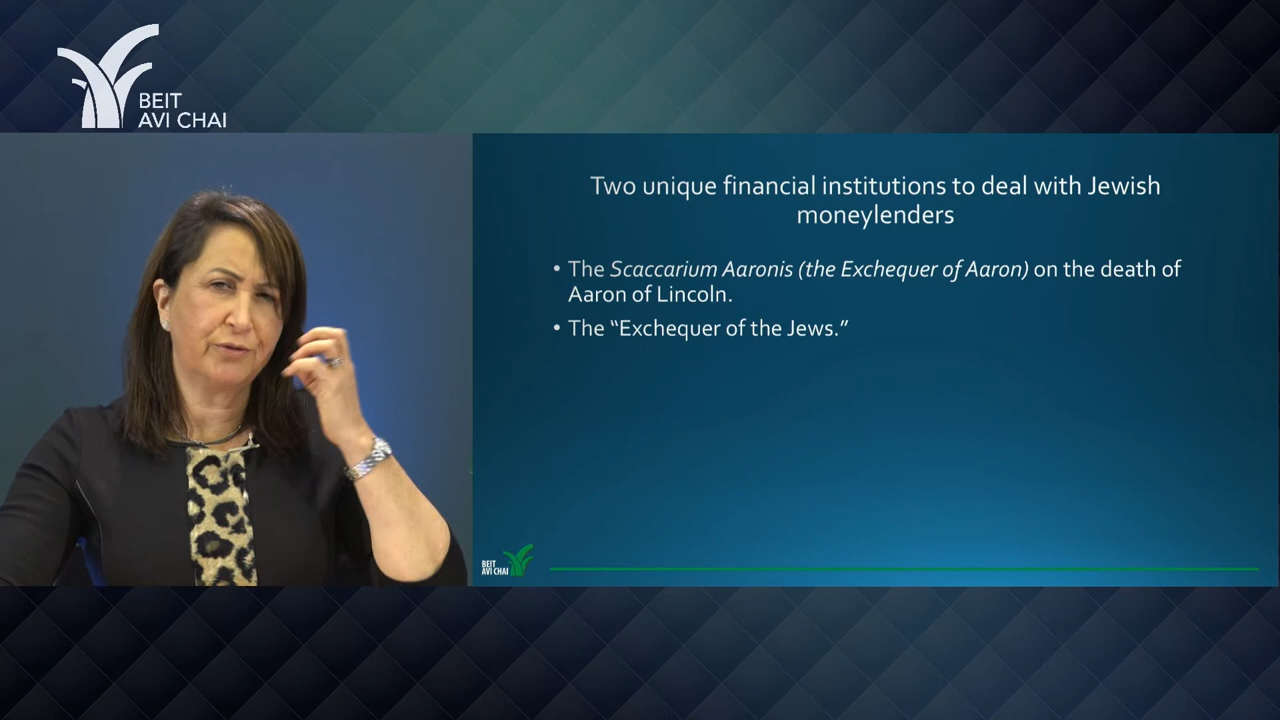 BEIT
AVI CHAI
Two unique financial institutions to deal with Jewish
moneylenders
• The Scaccarium Aaronis (the Exchequer of Aaron) on the death of
Aaron of Lincoln.
• The “Exchequer of the Jews.”
BEIT
AVI CHAI